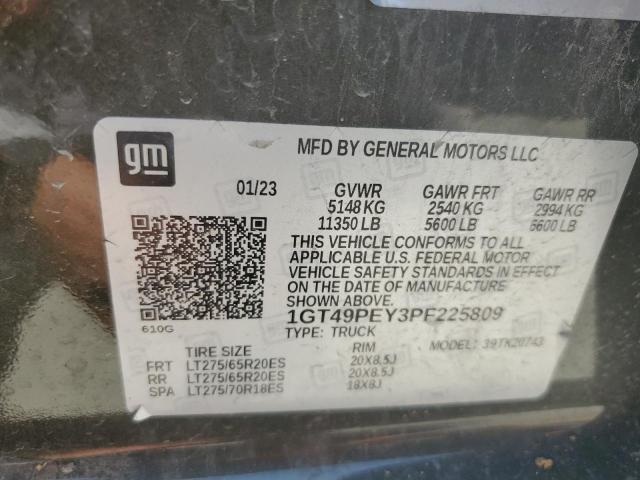 gm
MFD BY GENERAL MOTORS LLC
01/23 GVWR GAWR FRT GAWR RR
5148 KG 2540 KG 2994 KG
11350 LB 5600 LB 6600 LB
THIS VEHICLE CONFORMS TO ALL
APPLICABLE U.S. FEDERAL MOTOR
VEHICLE SAFETY STANDARDS IN EFFECT
ON THE DATE OF MANUFACTURE
SHOWN ABOVE.
610G 1GT49PEY3PF225809
TYPE: TRUCK MODEL: 39TK20743
TIRE SIZE RIM
FRT LT275/65R20ES 20X8.5J
RR LT275/65R20ES 20X8.5J
SPA LT275/70R18ES 18X8J